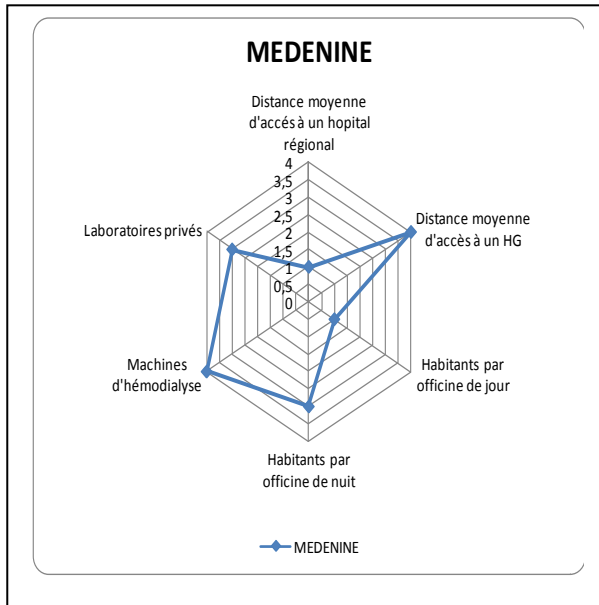 MEDENINE
Distance moyenne
d'accés à un hopital
régional
4
3,5
3
2,5
2
1,5
1
0,5
0
Distance moyenne
d'accès à un HG
Habitants par
officine de jour
Habitants par
officine de nuit
Machines
d'hémodialyse
Laboratoires privés
MEDENINE